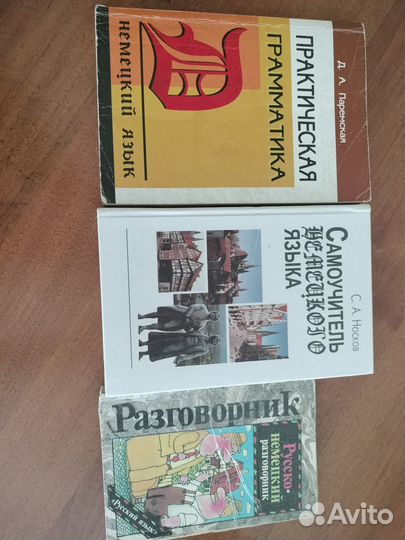 Д. А. Паремская
ПРАКТИЧЕСКАЯ
ГРАММАТИКА
НЕМЕЦКИЙ ЯЗЫК
С. А. Носков
САМОУЧИТЕЛЬ
НЕМЕЦКОГО
ЯЗЫКА
Разговорник
Русско-
немецкий
разговорник
«Русский язык»
Avito